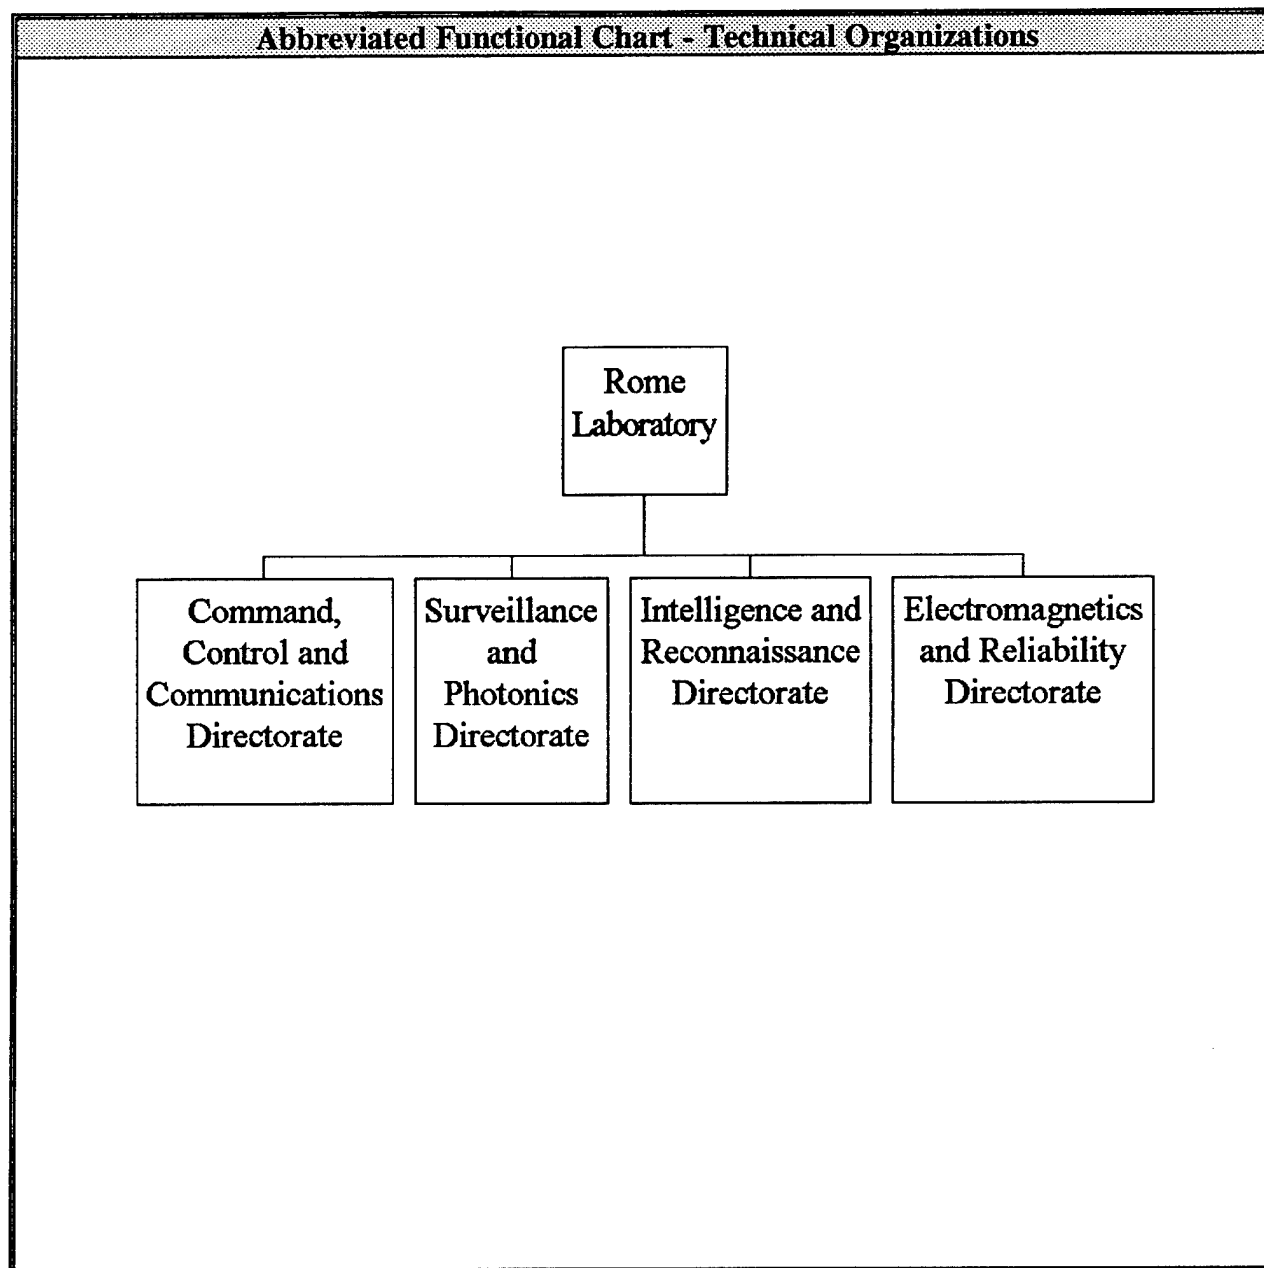 Abbreviated Functional Chart - Technical Organizations
Rome
Laboratory
Command,
Control and
Communications
Directorate
Surveillance
and
Photonics
Directorate
Intelligence and
Reconnaissance
Directorate
Electromagnetics
and Reliability
Directorate